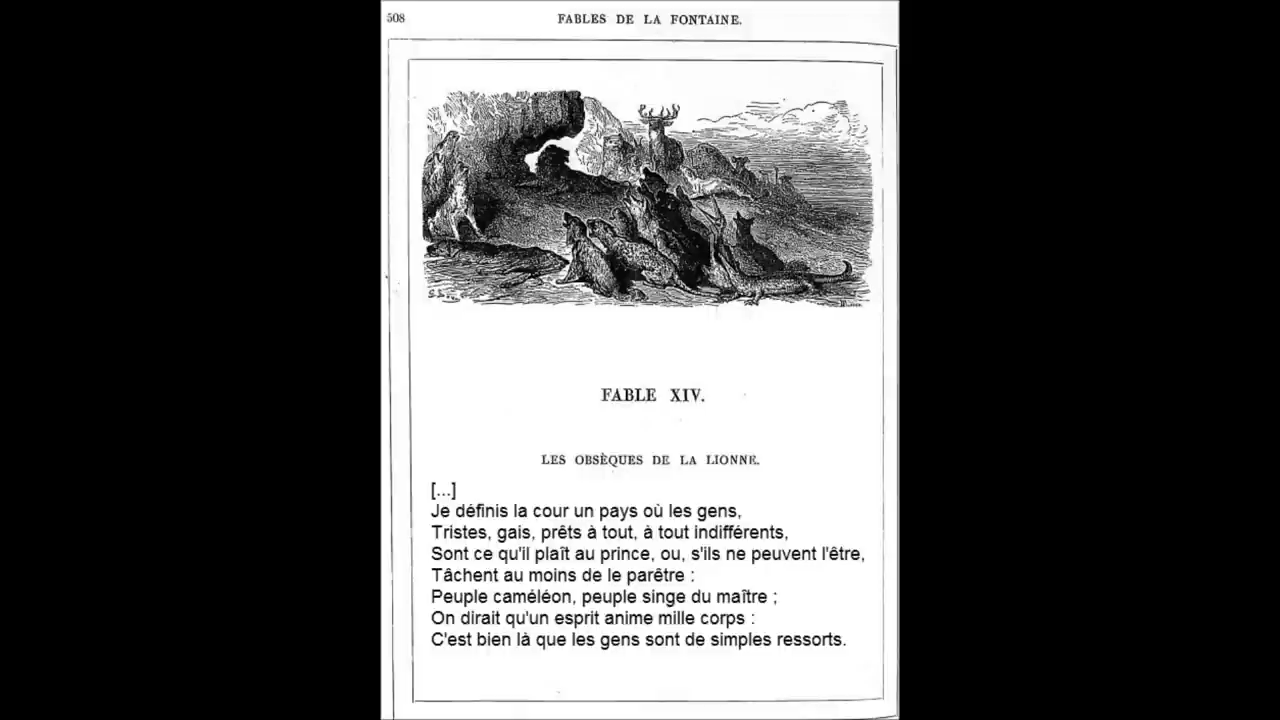 508 FABLES DE LA FONTAINE.
FABLE XIV.
LES OBSÈQUES DE LA LIONNE.
[...]
Je définis la cour un pays où les gens,
Tristes, gais, prêts à tout, à tout indifférents,
Sont ce qu'il plaît au prince, ou, s'ils ne peuvent l'être,
Tâchent au moins de le parêtre :
Peuple caméléon, peuple singe du maître ;
On dirait qu'un esprit anime mille corps :
C'est bien là que les gens sont de simples ressorts.